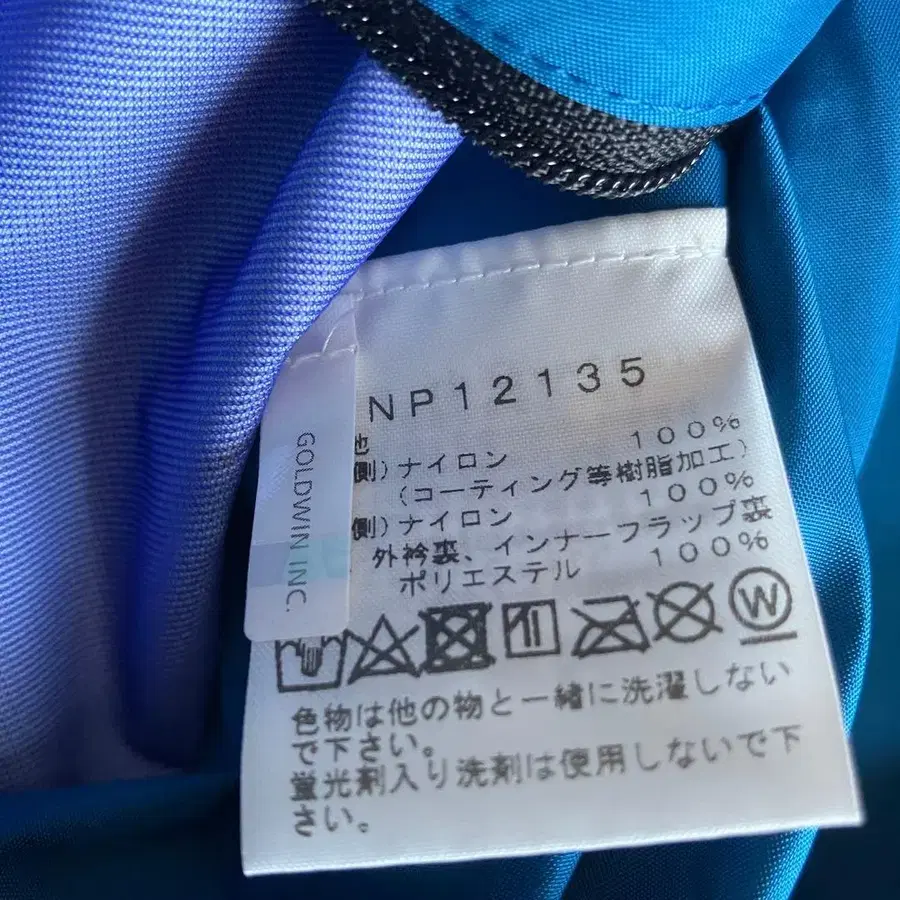 NP12135
GOLDWIN INC.
他 100%
側)ナイロン
(コーティング等樹脂加工)
側)ナイロン 100%
外衿裏、インナーフラップ裏
ポリエステル 100%
W
色物は他の物と一緒に洗濯しない
で下さい。
蛍光剤入り洗剤は使用しないで下
さい。